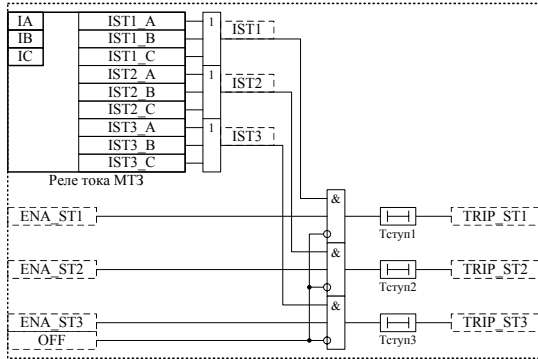 IA IST1_A 1 IST1
IB IST1_B
IC IST1_C
IST2_A 1 IST2
IST2_B
IST2_C
IST3_A 1 IST3
IST3_B
IST3_C
Реле тока МТЗ
&
ENA_ST1 TRIP_ST1
Тступ1
&
ENA_ST2 TRIP_ST2
Тступ2
&
ENA_ST3 TRIP_ST3
OFF Тступ3